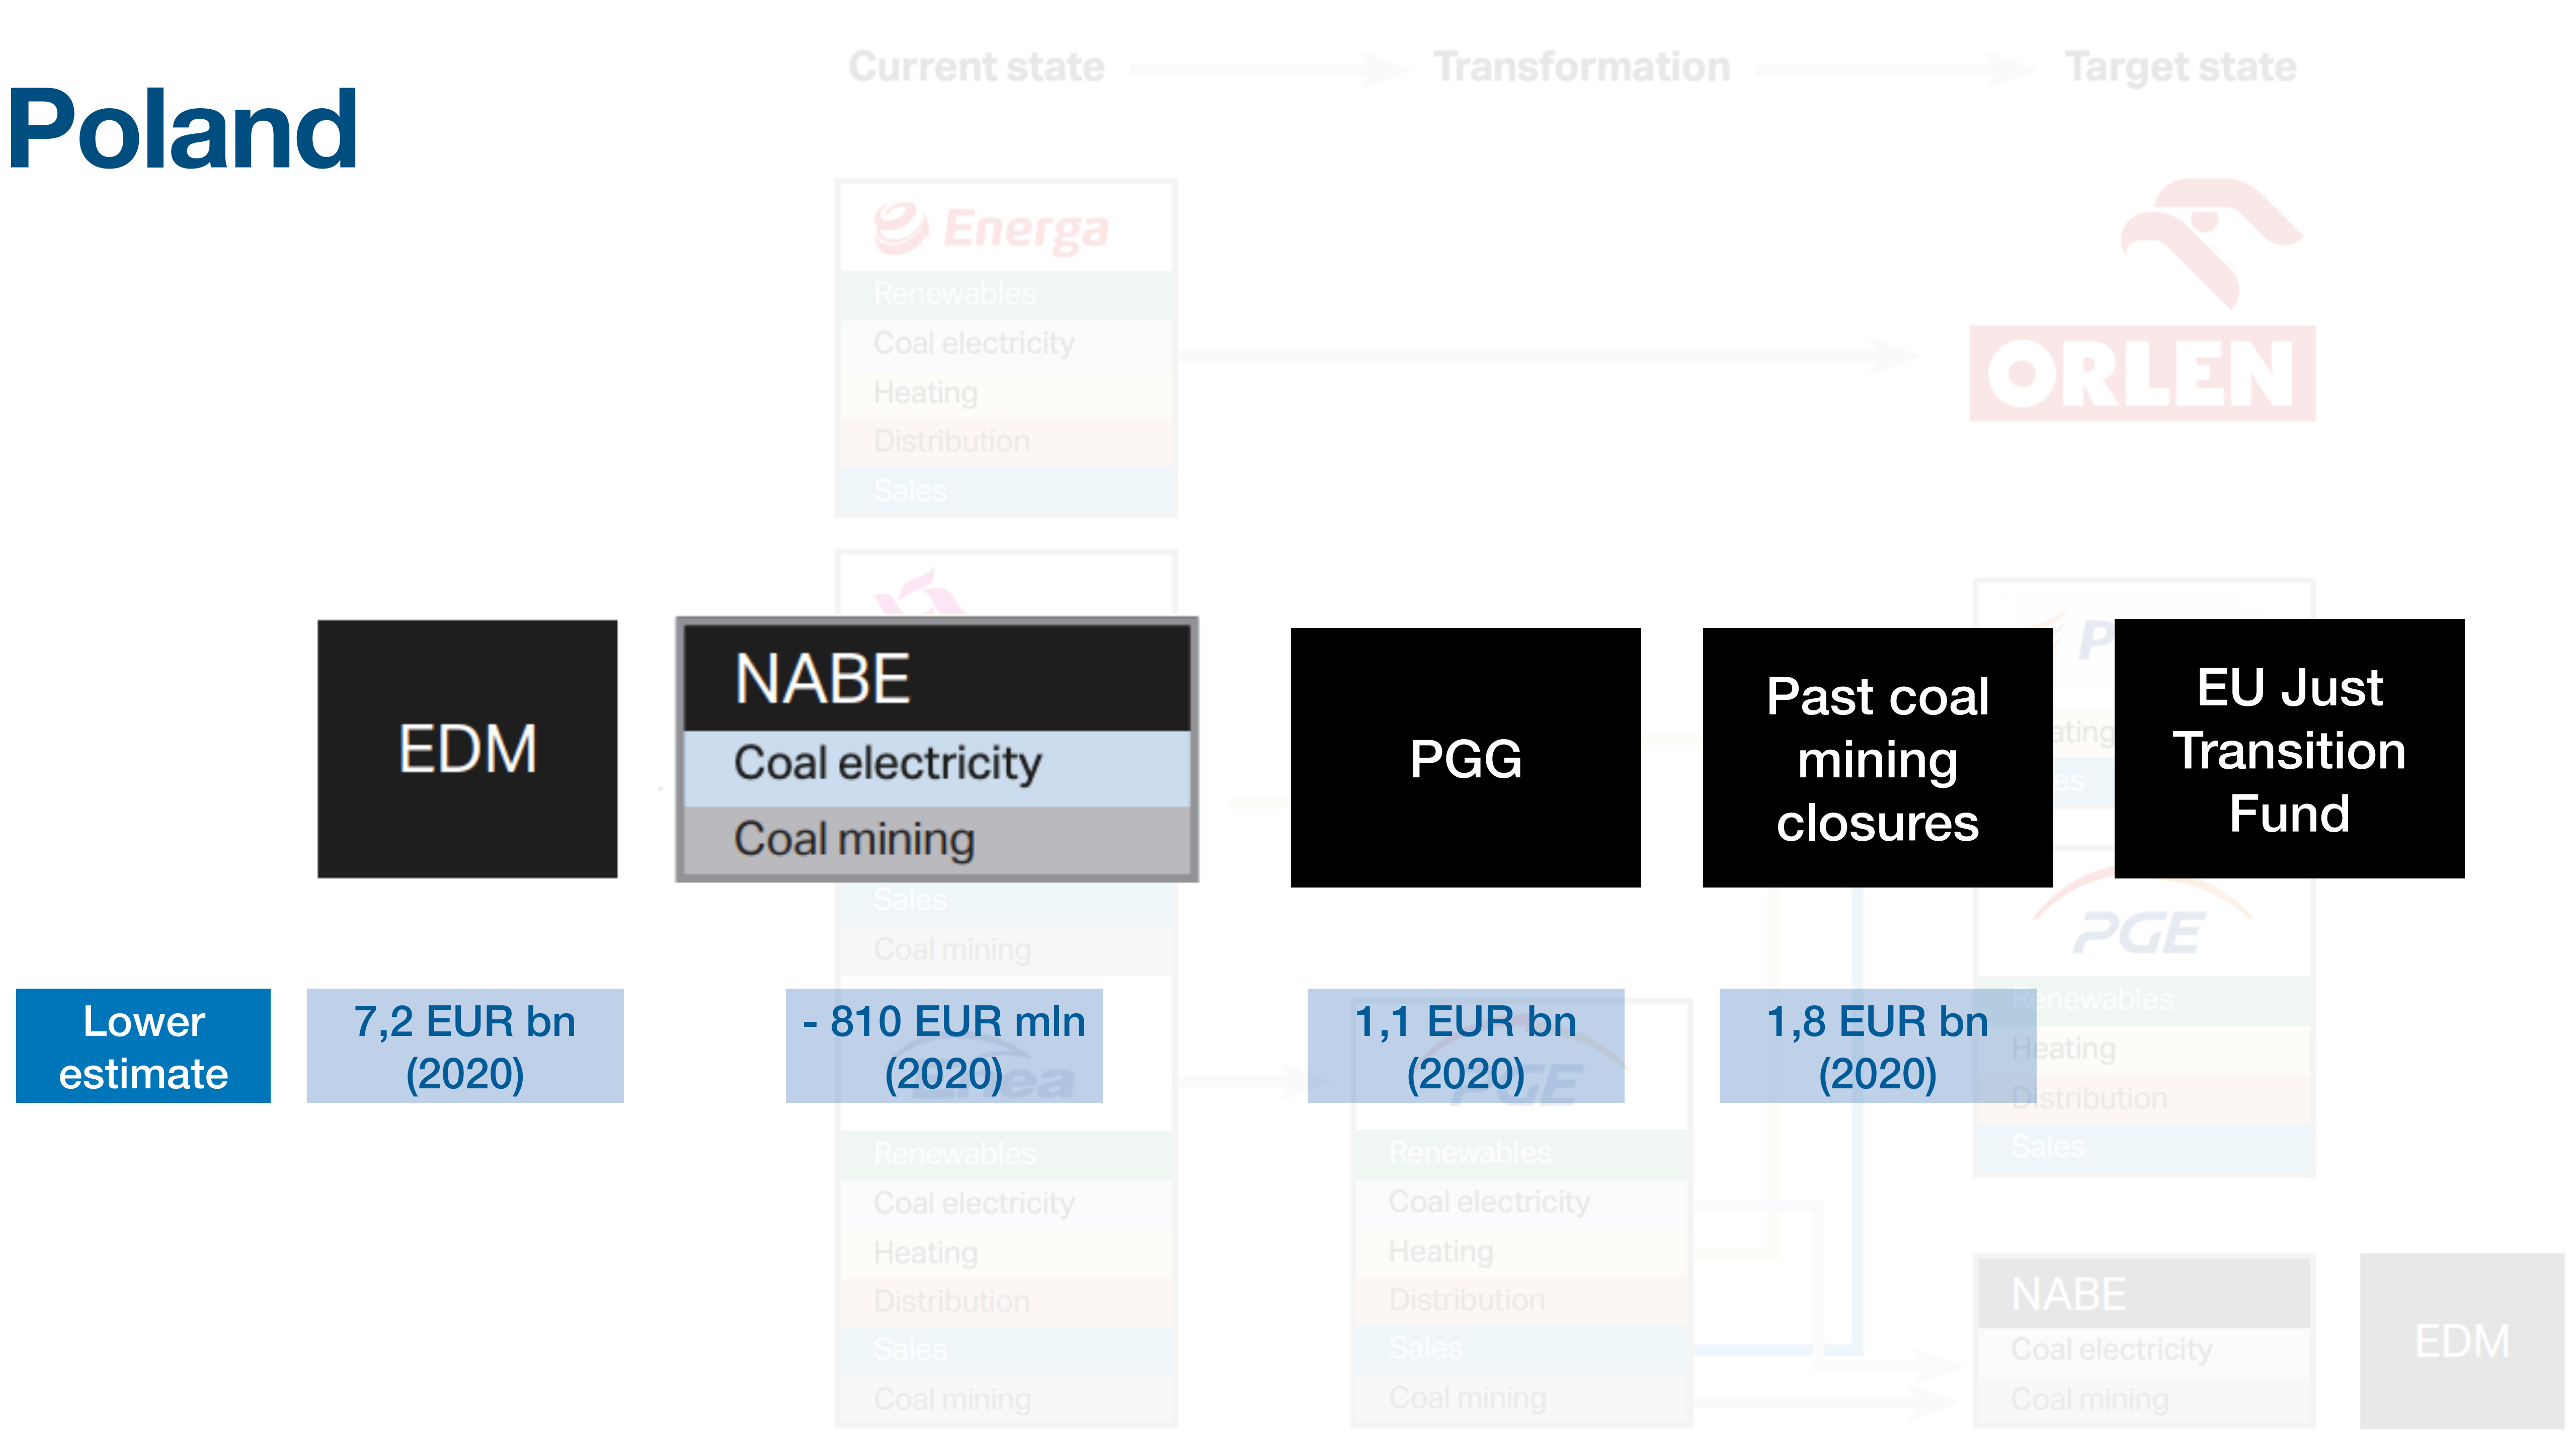 Current state
Transformation
Target state
Poland
Energa
Renewables
Coal electricity
Heating
Distribution
Sales
ORLEN
EDM
NABE
Coal electricity
Coal mining
PGG
Past coal
mining
closures
EU Just
Transition
Fund
Sales
Coal mining
PGE
Lower
estimate
7,2 EUR bn
(2020)
- 810 EUR mln
(2020)
1,1 EUR bn
(2020)
1,8 EUR bn
(2020)
Enea
Renewables
Coal electricity
Heating
Distribution
Sales
Coal mining
PGE
Renewables
Coal electricity
Heating
Distribution
Sales
Coal mining
Renewables
Heating
Distribution
Sales
NABE
Coal electricity
Coal mining
EDM